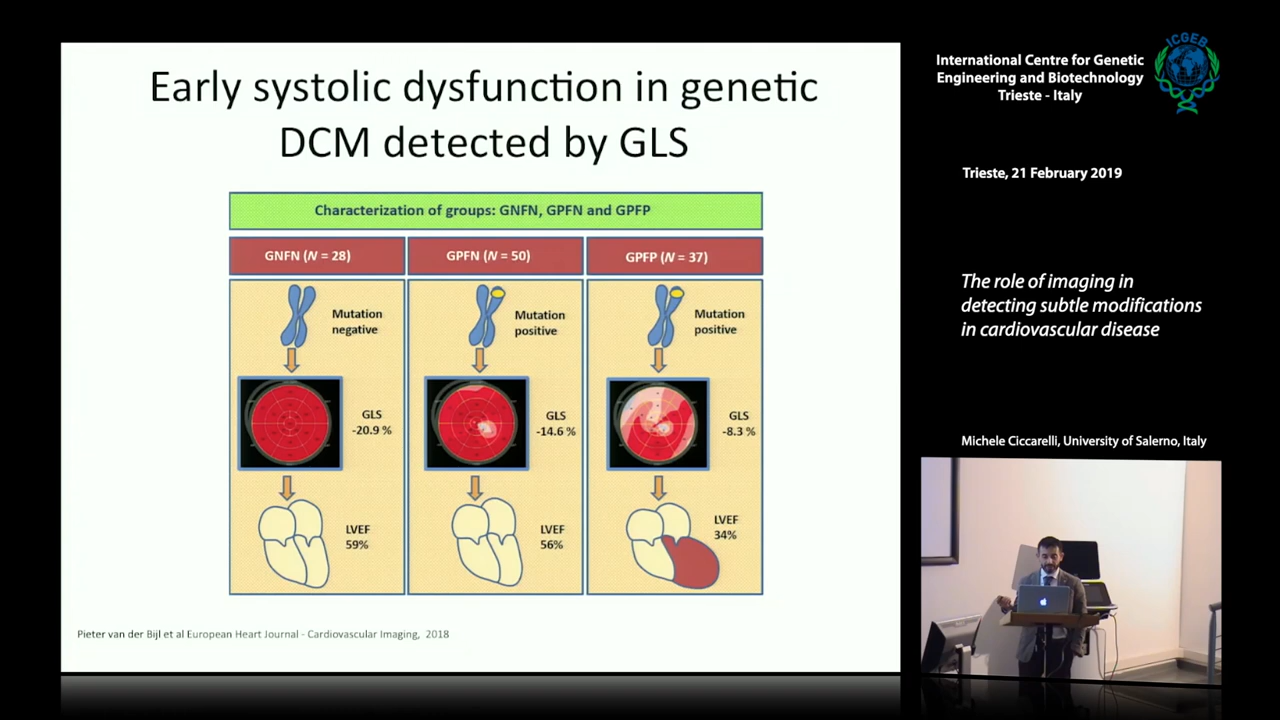 Early systolic dysfunction in genetic
DCM detected by GLS
Characterization of groups: GNFN, GPFN and GPFP
GNFN (N = 28)
GPFN (N = 50)
GPFP (N = 37)
Mutation
negative
Mutation
positive
Mutation
positive
GLS
-20.9 %
GLS
-14.6 %
GLS
-8.3 %
LVEF
59%
LVEF
56%
LVEF
34%
Pieter van der Bijl et al European Heart Journal - Cardiovascular Imaging, 2018
International Centre for Genetic
Engineering and Biotechnology
Trieste - Italy
ICGEB
Trieste, 21 February 2019
The role of imaging in
detecting subtle modifications
in cardiovascular disease
Michele Ciccarelli, University of Salerno, Italy